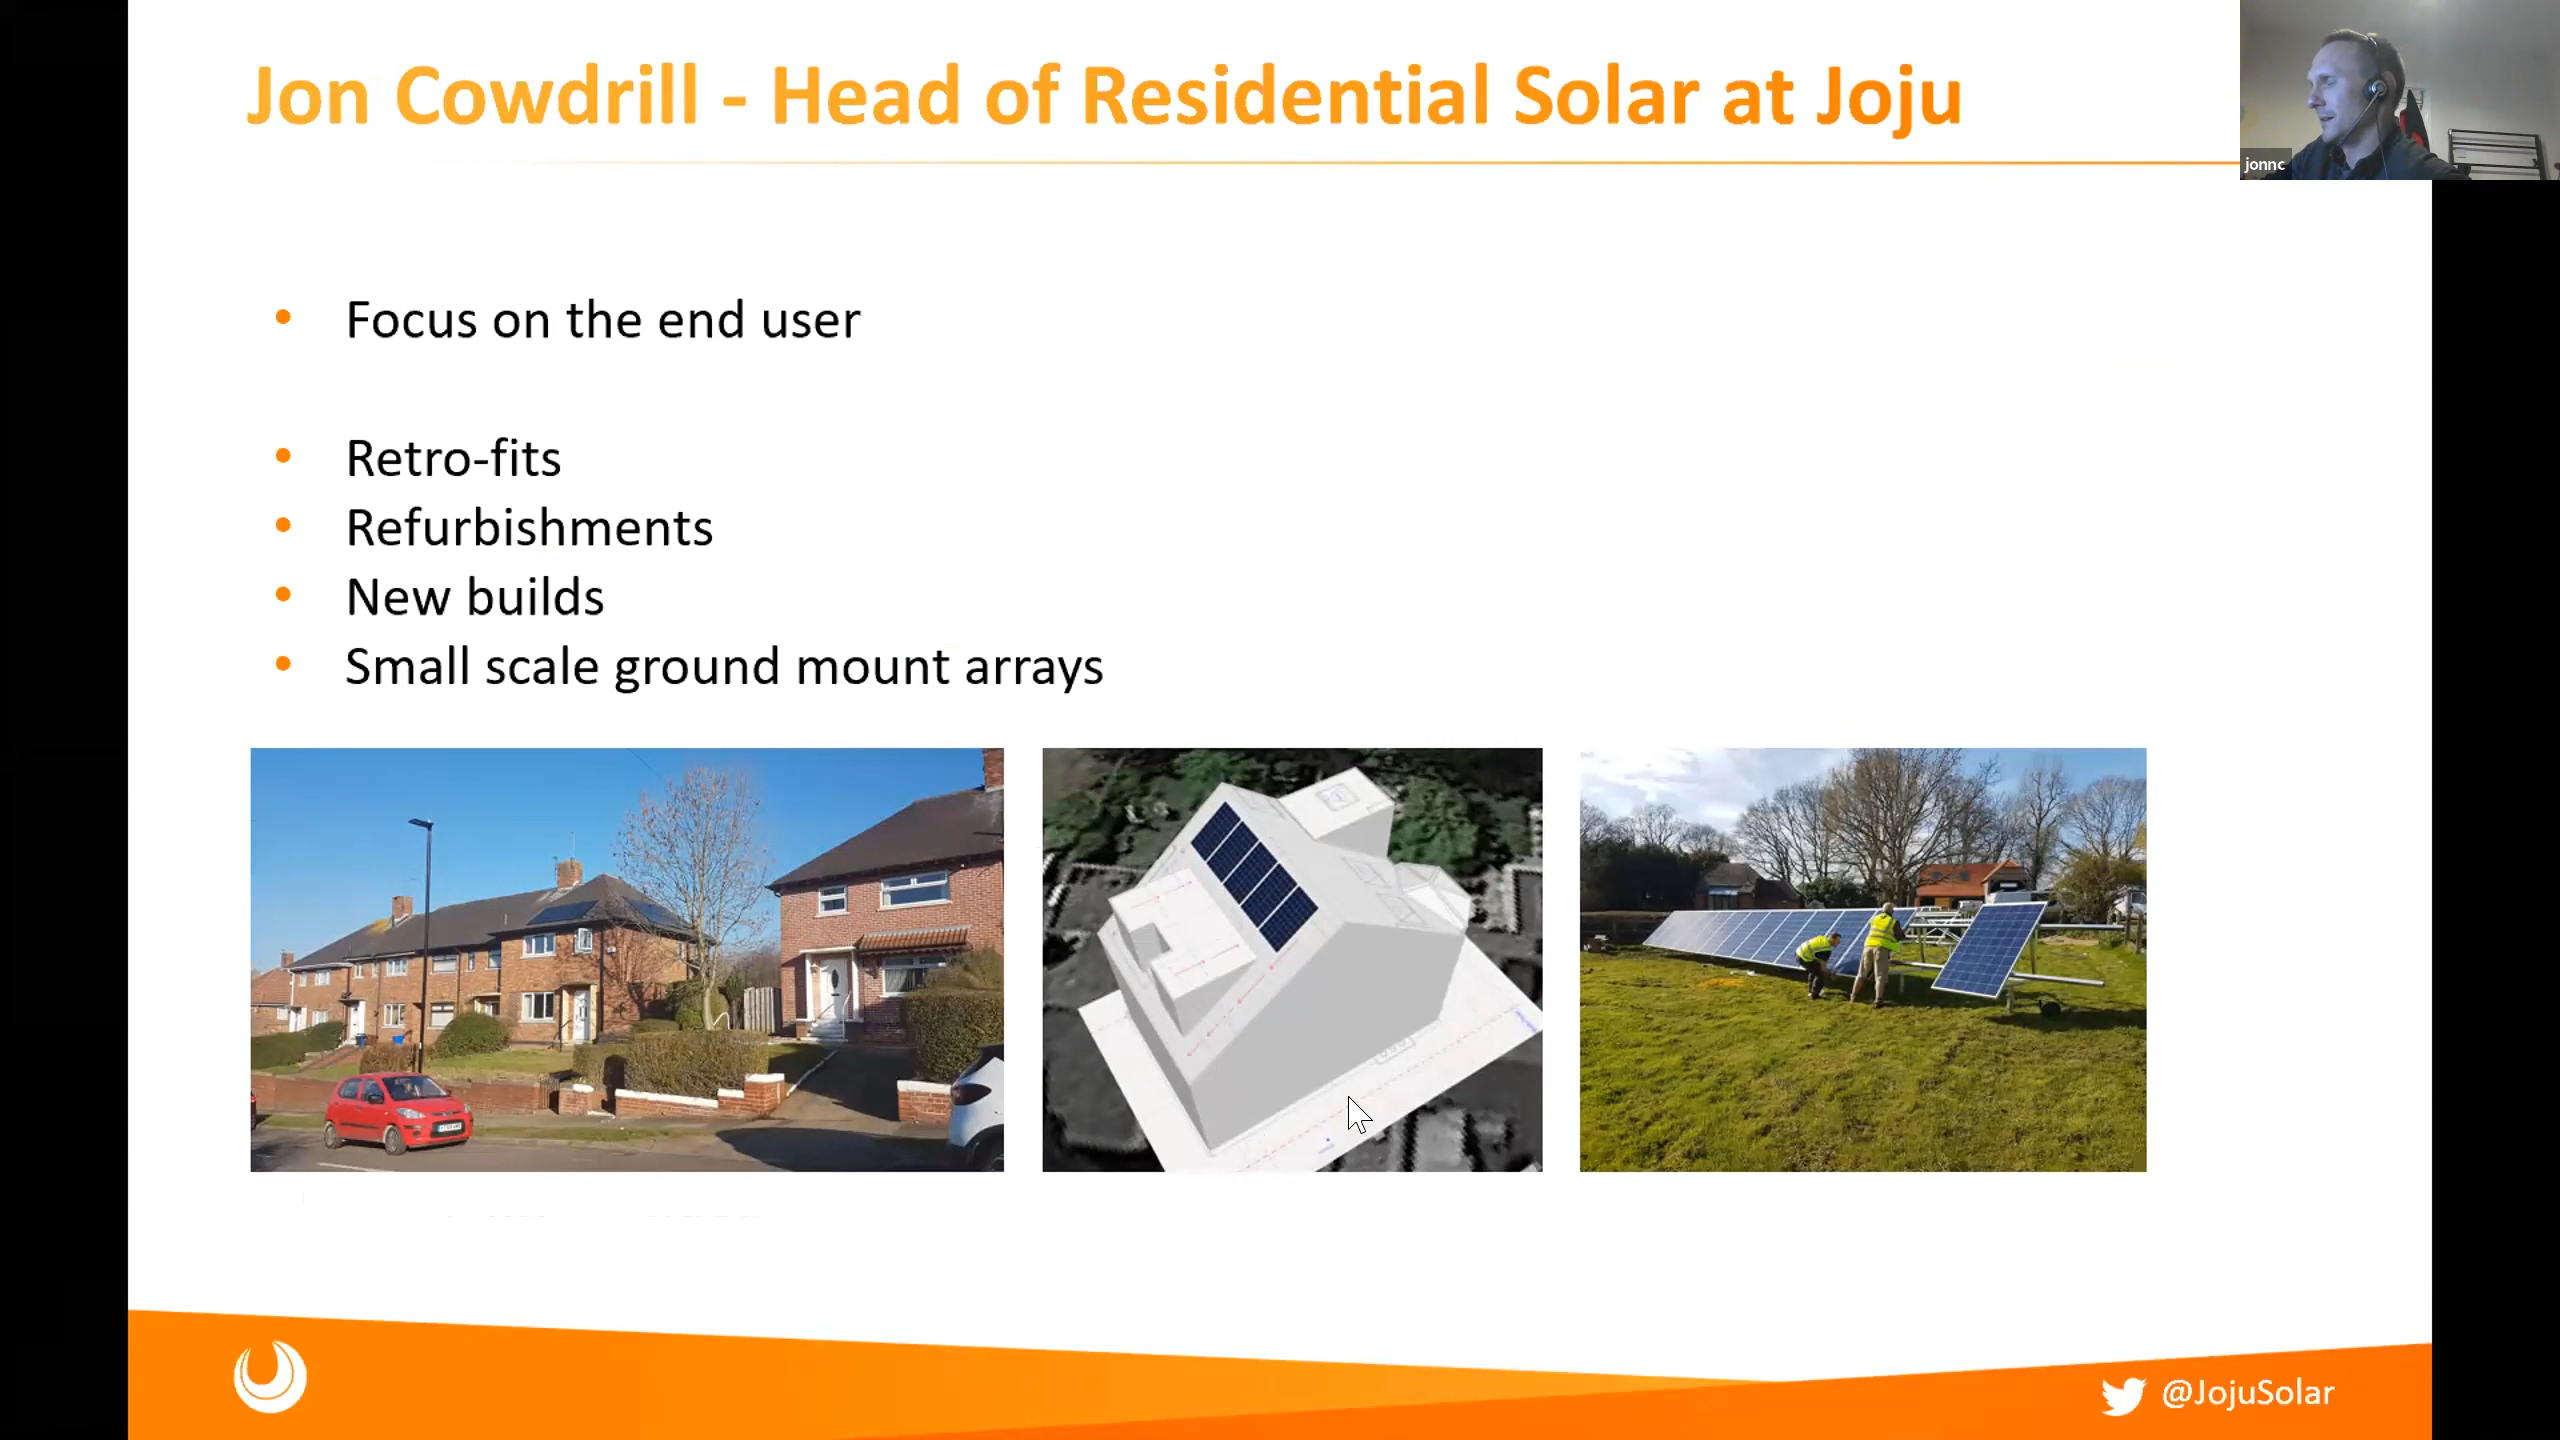 Jon Cowdrill - Head of Residential Solar at Joju
jonnc
• Focus on the end user
• Retro-fits
• Refurbishments
• New builds
• Small scale ground mount arrays
@JojuSolar